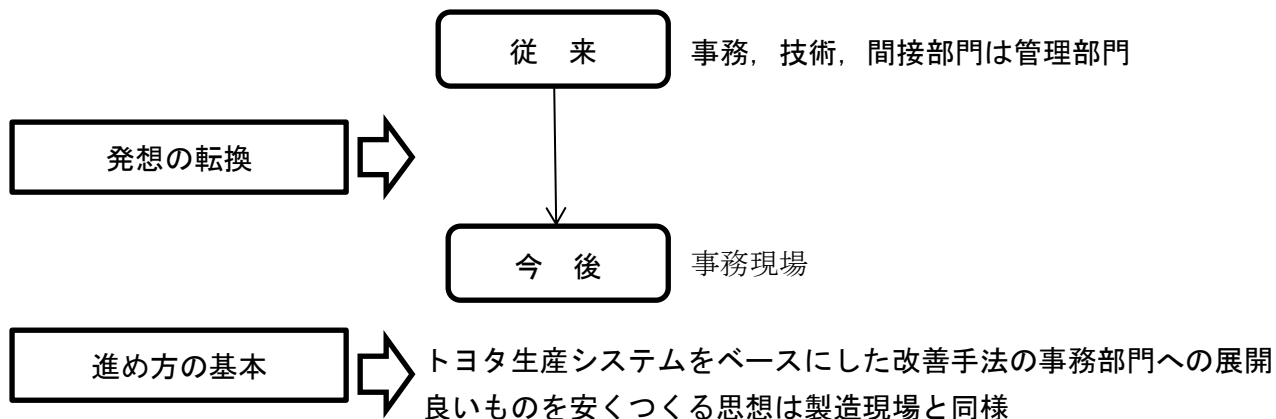 従 来
事務，技術，間接部門は管理部門
発想の転換
今 後
事務現場
進め方の基本
トヨタ生産システムをベースにした改善手法の事務部門への展開
良いものを安くつくる思想は製造現場と同様